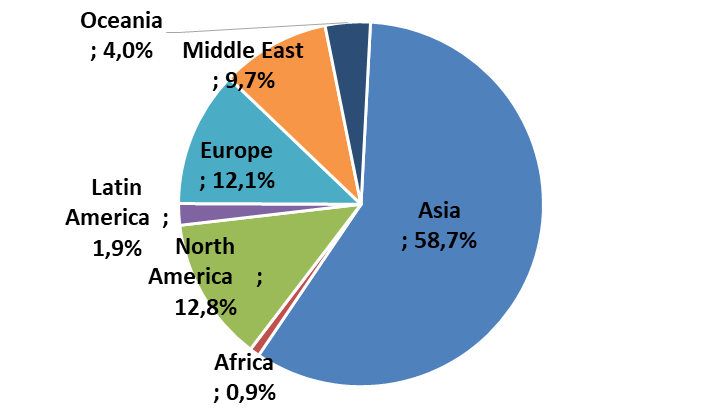 Oceania
; 4,0%
Middle East
; 9,7%
Europe
; 12,1%
Latin
America ;
1,9%
North
America ;
12,8%
Africa
; 0,9%
Asia
; 58,7%